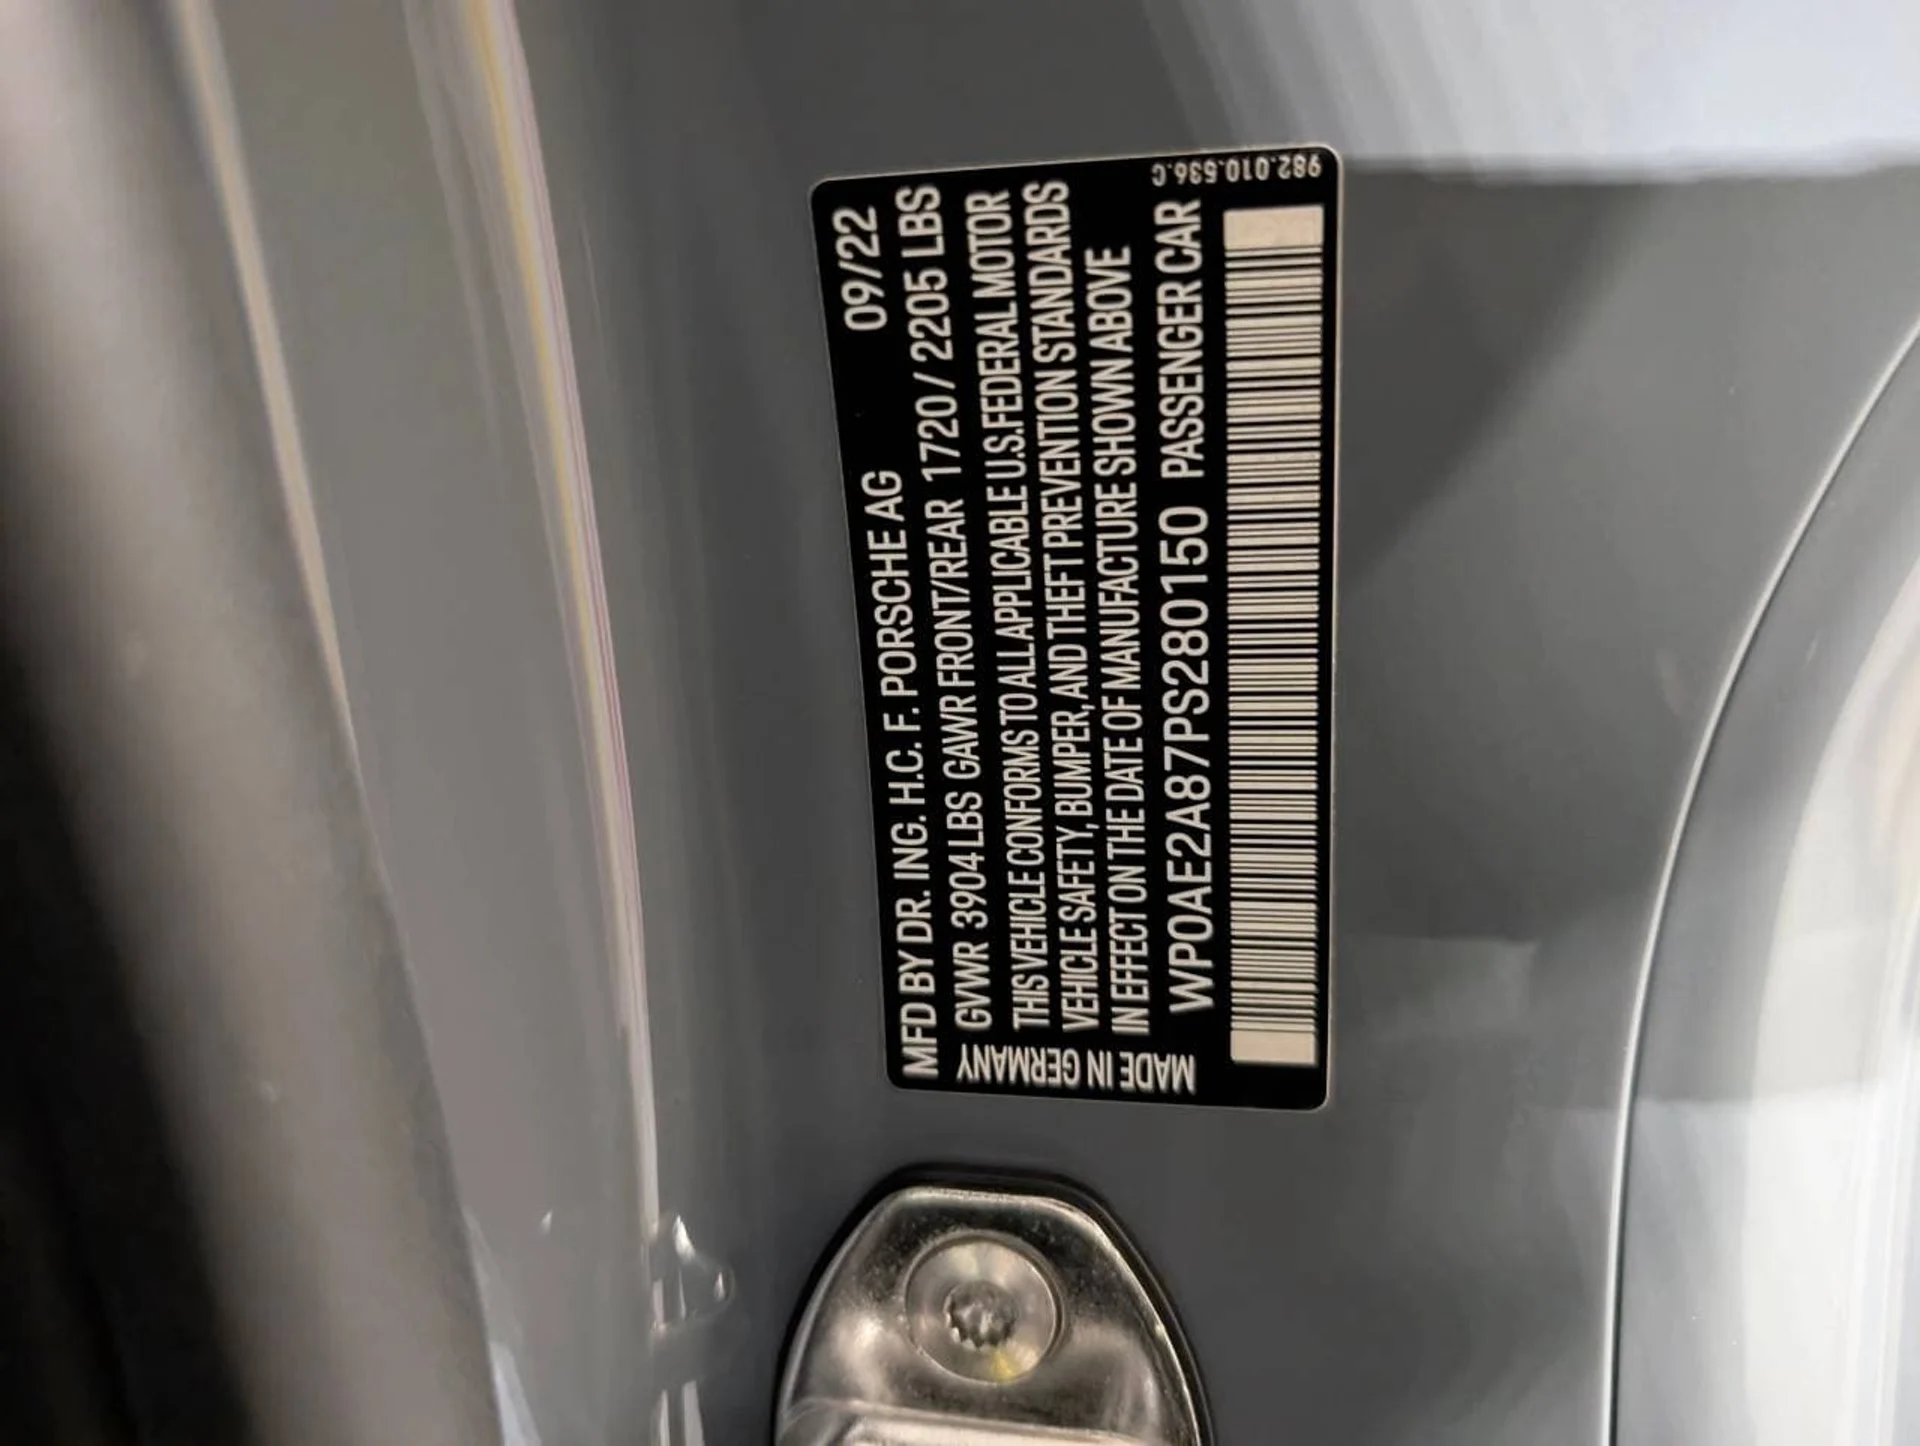 MFD BY DR. ING. H.C. F. PORSCHE AG 09/22
GVWR 3904 LBS GAWR FRONT/REAR 1720 / 2205 LBS
THIS VEHICLE CONFORMS TO ALL APPLICABLE U.S. FEDERAL MOTOR
VEHICLE SAFETY, BUMPER, AND THEFT PREVENTION STANDARDS
IN EFFECT ON THE DATE OF MANUFACTURE SHOWN ABOVE
WP0AE2A87PS280150 PASSENGER CAR
MADE IN GERMANY
982.010.536.C